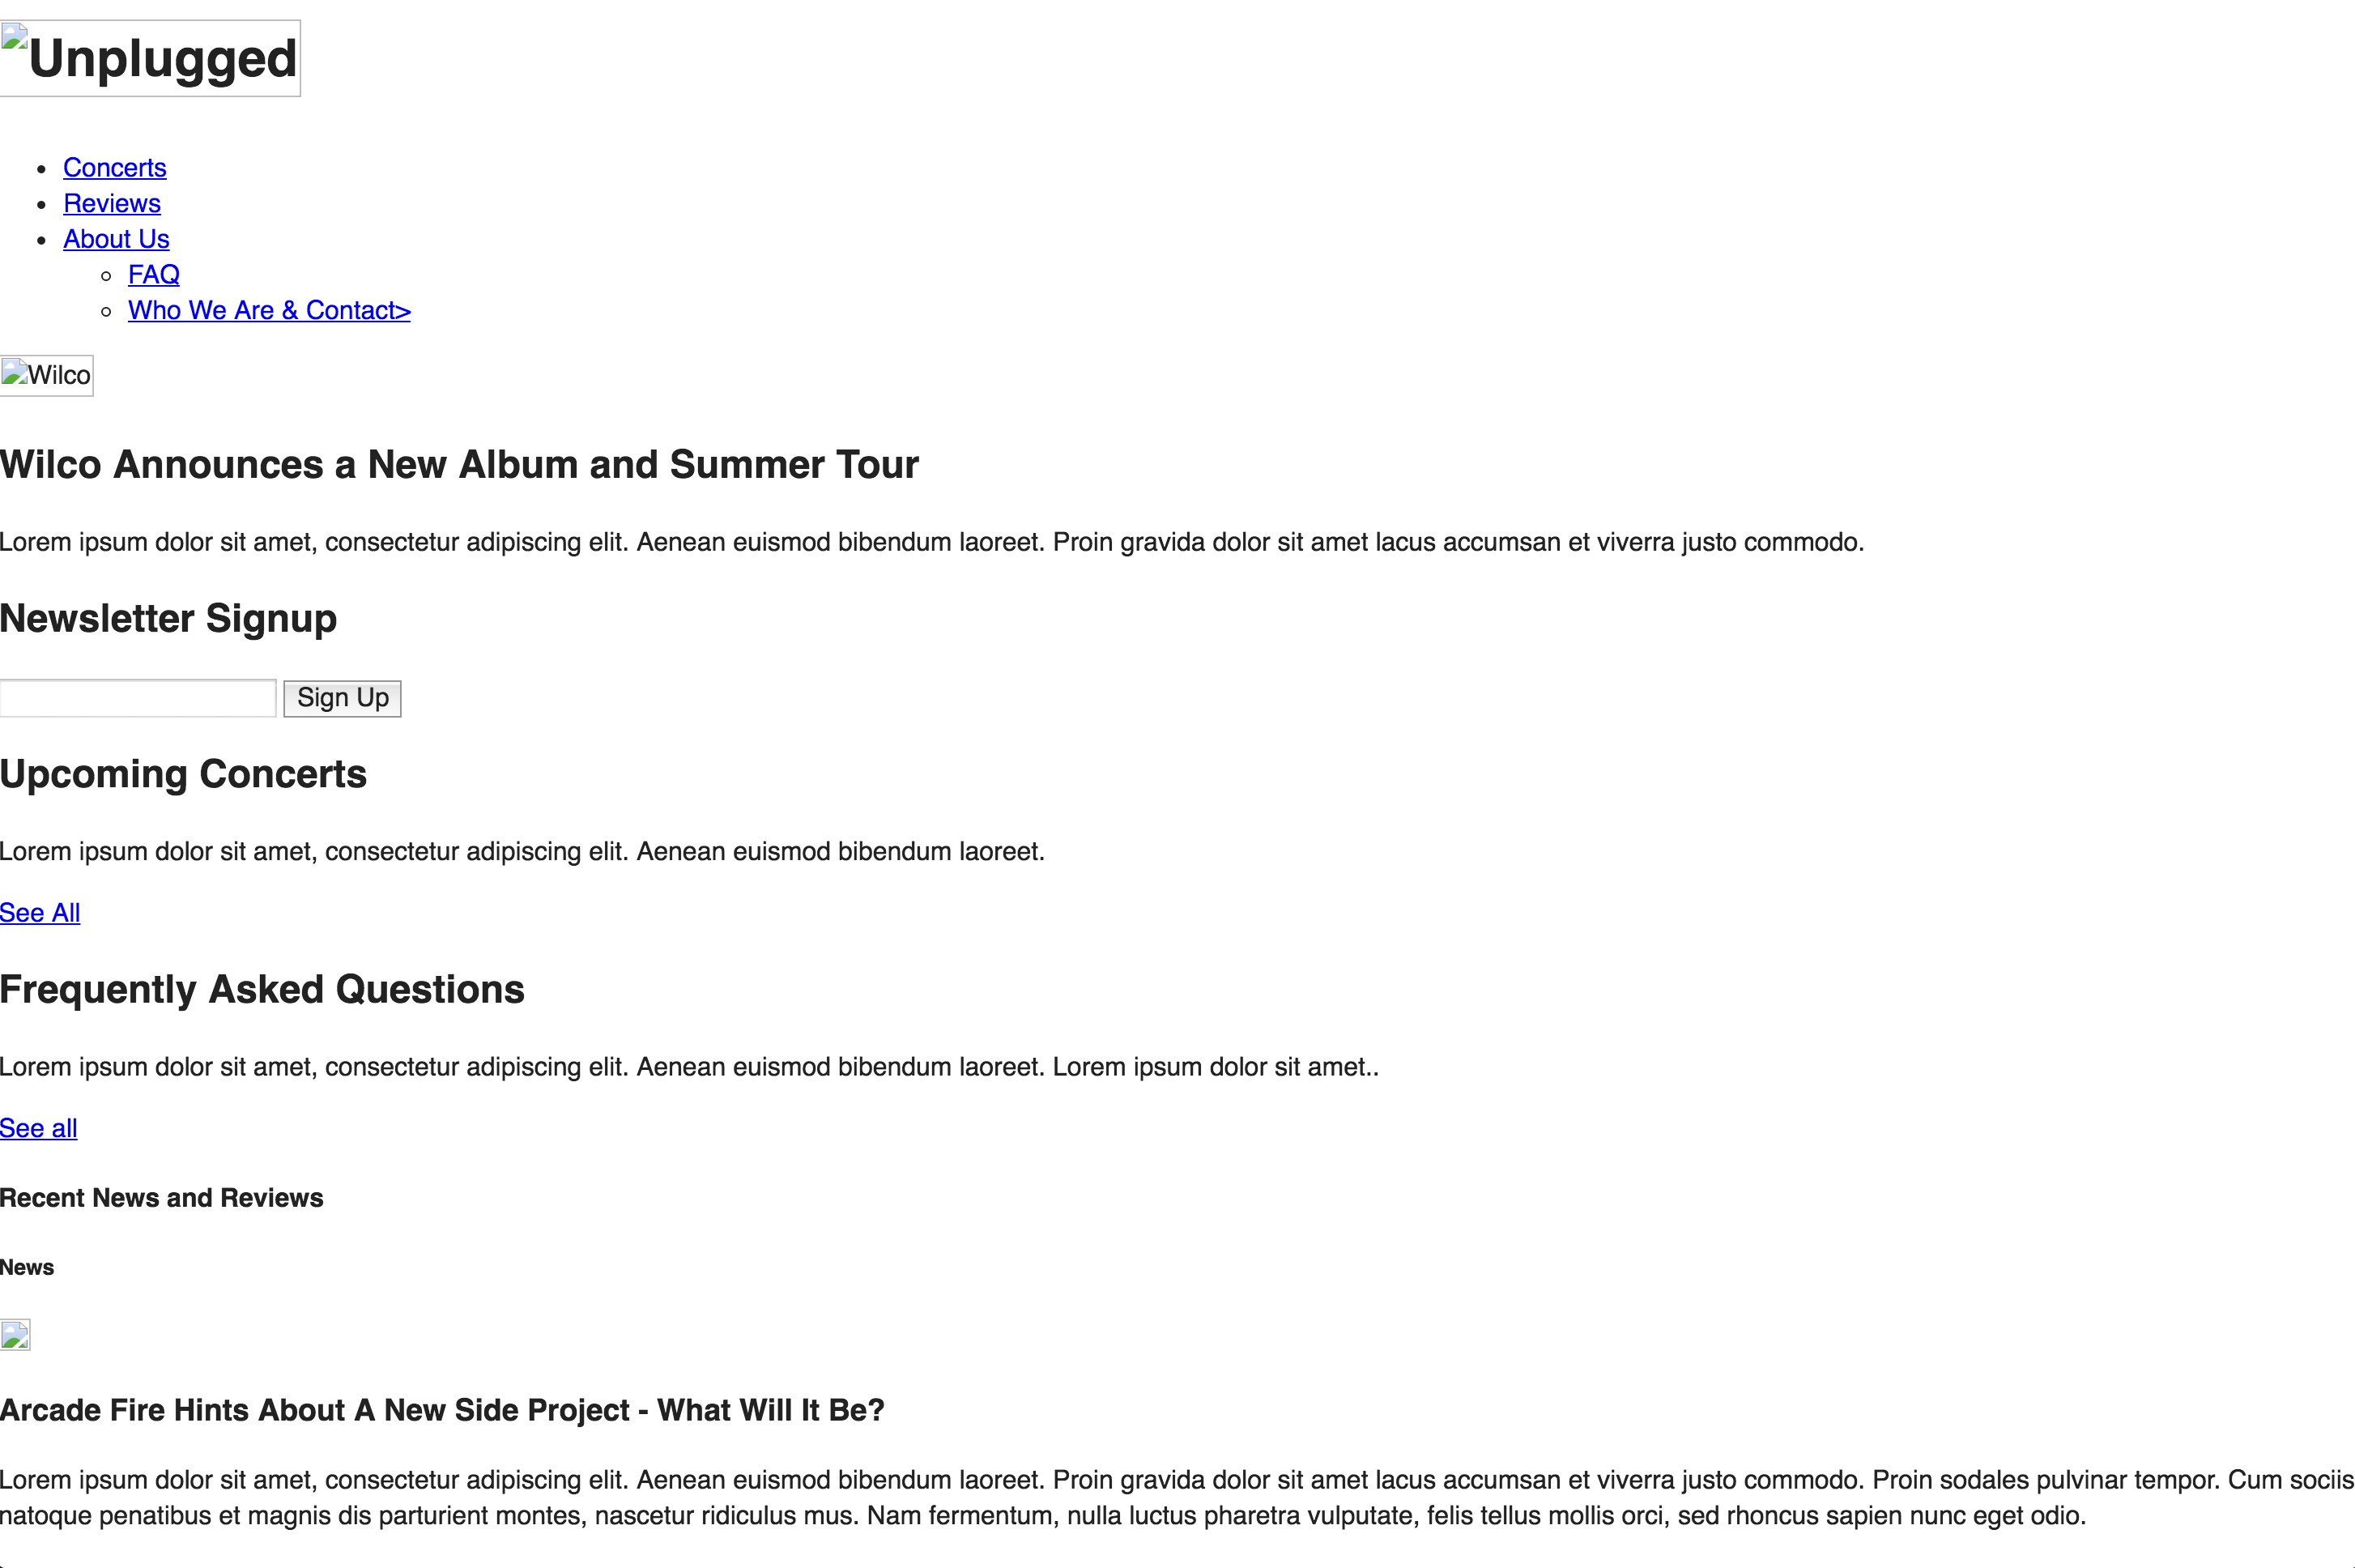 Unplugged
Concerts
Reviews
About Us
FAQ
Who We Are & Contact>
Wilco
Wilco Announces a New Album and Summer Tour
Lorem ipsum dolor sit amet, consectetur adipiscing elit. Aenean euismod bibendum laoreet. Proin gravida dolor sit amet lacus accumsan et viverra justo commodo.
Newsletter Signup
Sign Up
Upcoming Concerts
Lorem ipsum dolor sit amet, consectetur adipiscing elit. Aenean euismod bibendum laoreet.
See All
Frequently Asked Questions
Lorem ipsum dolor sit amet, consectetur adipiscing elit. Aenean euismod bibendum laoreet. Lorem ipsum dolor sit amet..
See all
Recent News and Reviews
News
Arcade Fire Hints About A New Side Project - What Will It Be?
Lorem ipsum dolor sit amet, consectetur adipiscing elit. Aenean euismod bibendum laoreet. Proin gravida dolor sit amet lacus accumsan et viverra justo commodo. Proin sodales pulvinar tempor. Cum sociis
natoque penatibus et magnis dis parturient montes, nascetur ridiculus mus. Nam fermentum, nulla luctus pharetra vulputate, felis tellus mollis orci, sed rhoncus sapien nunc eget odio.